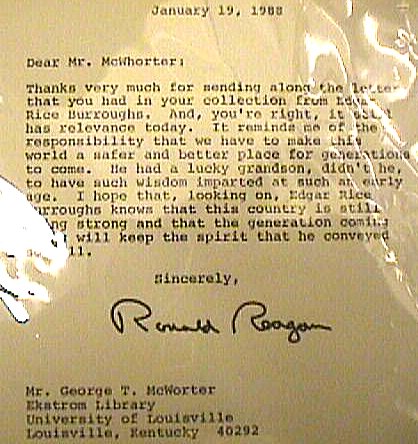 January 19, 1988
Dear Mr. McWhorter:
Thanks very much for sending along the letter
that you had in your collection from Edgar
Rice Burroughs. And, you're right, it still
has relevance today. It reminds me of the
responsibility that we have to make this
world a safer and better place for generations
to come. He had a lucky grandson, didn't he,
to have such wisdom imparted at such an early
age. I hope that, looking on, Edgar Rice
Burroughs knows that this country is still
strong and that the generation coming
will keep the spirit that he conveyed
Sincerely,
Ronald Reagan
Mr. George T. McWorter
Ekstrom Library
University of Louisville
Louisville, Kentucky 40292